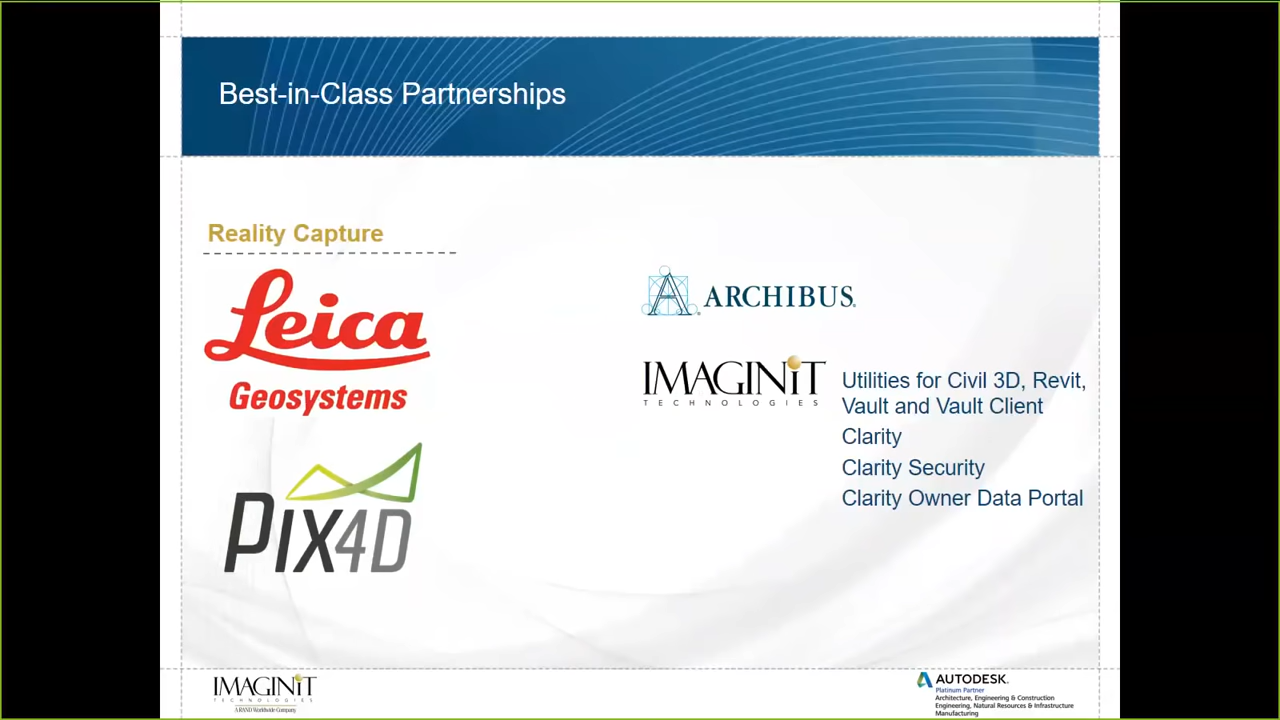 Best-in-Class Partnerships
Reality Capture
Leica
Geosystems
PIX4D
ARCHIBUS
IMAGINiT
TECHNOLOGIES
Utilities for Civil 3D, Revit,
Vault and Vault Client
Clarity
Clarity Security
Clarity Owner Data Portal
IMAGINiT
TECHNOLOGIES
A RAND Worldwide Company
AUTODESK.
Platinum Partner
Architecture, Engineering & Construction
Engineering, Natural Resources & Infrastructure
Manufacturing